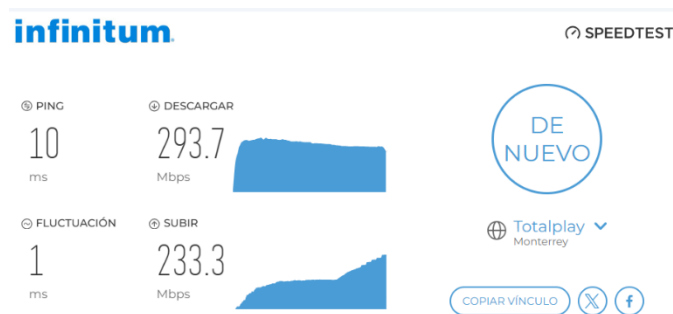 infinitum.
SPEEDTEST
PING
10
ms
DESCARGAR
293.7
Mbps
FLUCTUACIÓN
1
ms
SUBIR
233.3
Mbps
DE
NUEVO
Totalplay
Monterrey
COPIAR VÍNCULO